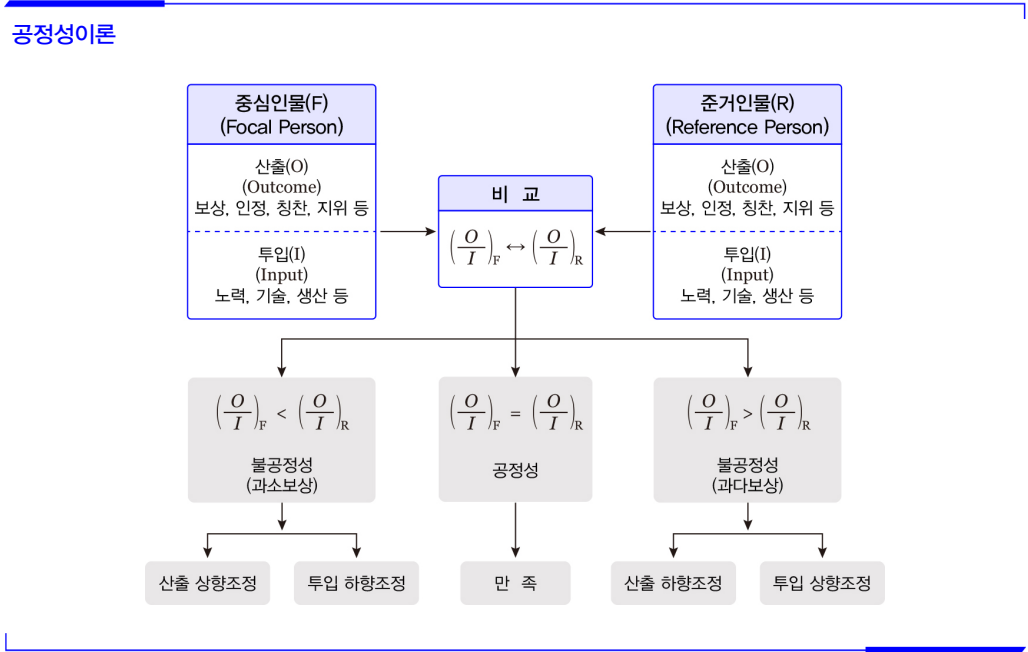 공정성이론
중심인물(F)
(Focal Person)
산출(O)
(Outcome)
보상, 인정, 칭찬, 지위 등
투입(I)
(Input)
노력, 기술, 생산 등
준거인물(R)
(Reference Person)
산출(O)
(Outcome)
보상, 인정, 칭찬, 지위 등
투입(I)
(Input)
노력, 기술, 생산 등
비 교
(O/I)F ↔ (O/I)R
(O/I)F < (O/I)R
불공정성
(과소보상)
(O/I)F = (O/I)R
공정성
(O/I)F > (O/I)R
불공정성
(과다보상)
산출 상향조정
투입 하향조정
만 족
산출 하향조정
투입 상향조정